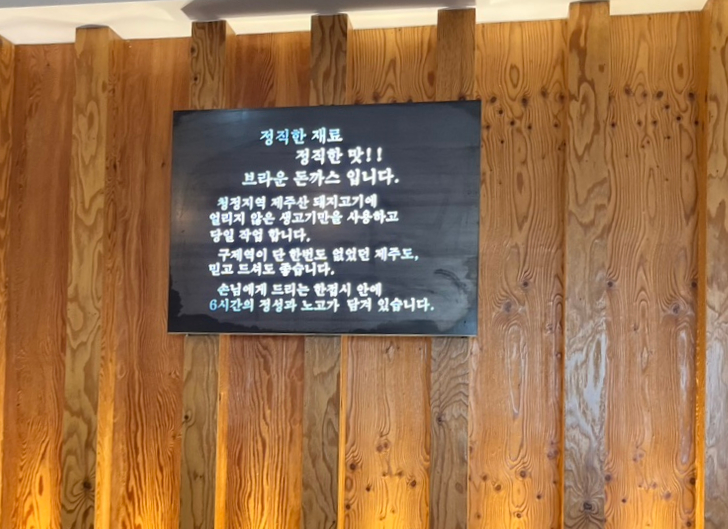 정직한 재료
정직한 맛!!
브라운 돈까스 입니다.
청정지역 제주산 돼지고기에
얼리지 않은 생고기만을 사용하고
당일 작업 합니다.
구제역이 단 한번도 없었던 제주도,
믿고 드셔도 좋습니다.
손님에게 드리는 한접시 안에
6시간의 정성과 노고가 담겨 있습니다.